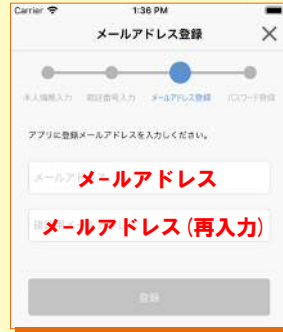 Carrier 1:36 PM
メールアドレス登録
本人情報入力 暗証番号入力 メールアドレス登録 パスワード登録
アプリに登録メールアドレスを入力しください。
メールアドレス
メールアドレス(再入力)
登録